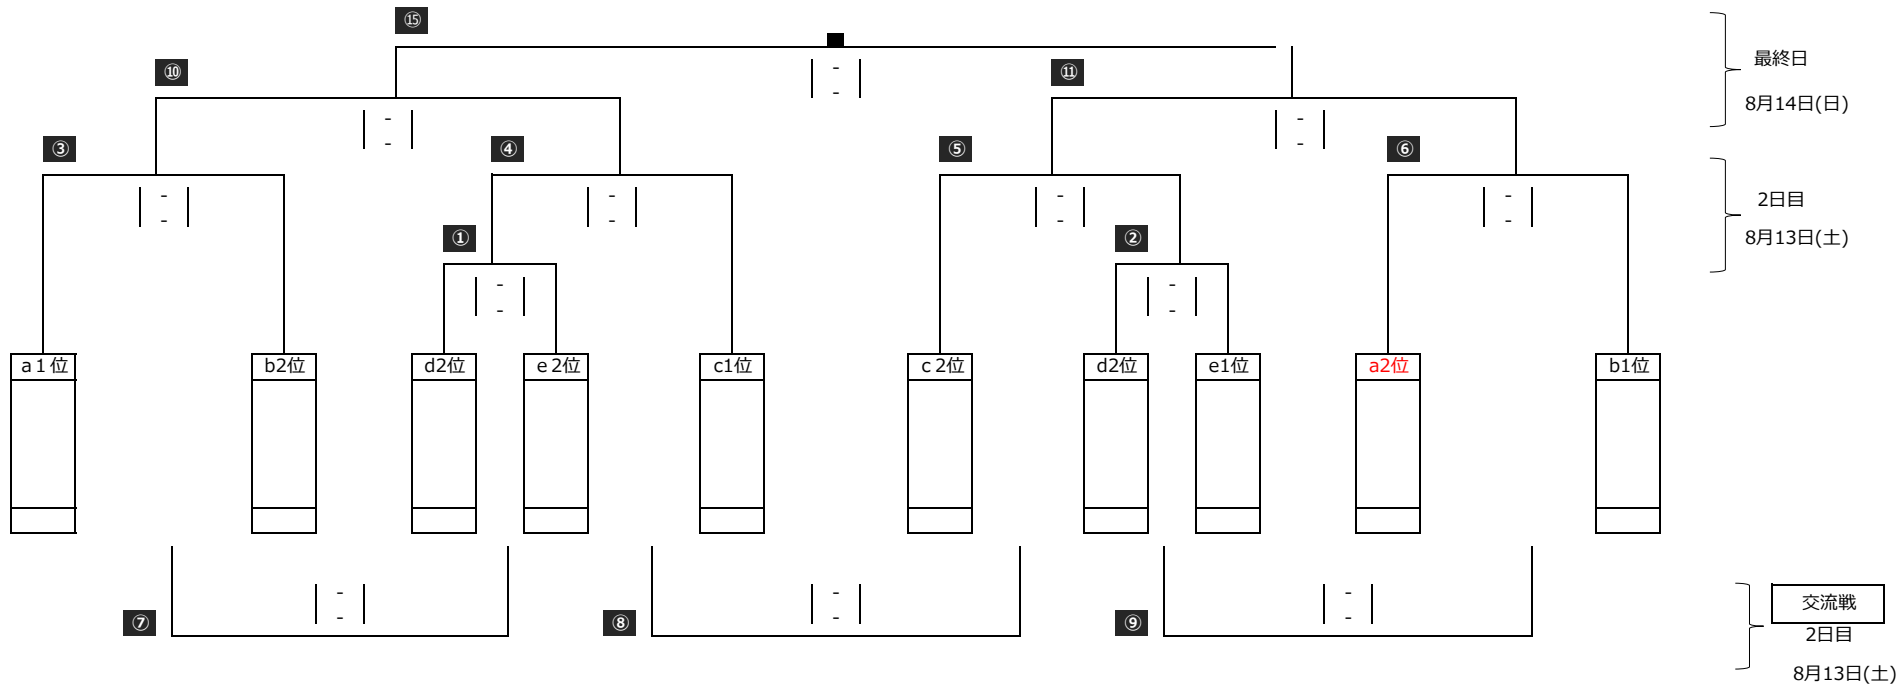 ⑮
最終日
- -
⑩
⑪
8月14日(日)
- -
- -
③
④
⑤
⑥
- -
- -
- -
- -
2日目
8月13日(土)
①
②
- -
- -
a１位
b2位
d2位
e2位
c1位
c2位
d2位
e1位
a2位
b1位
- -
- -
- -
⑦
⑧
⑨
交流戦
2日目
8月13日(土)